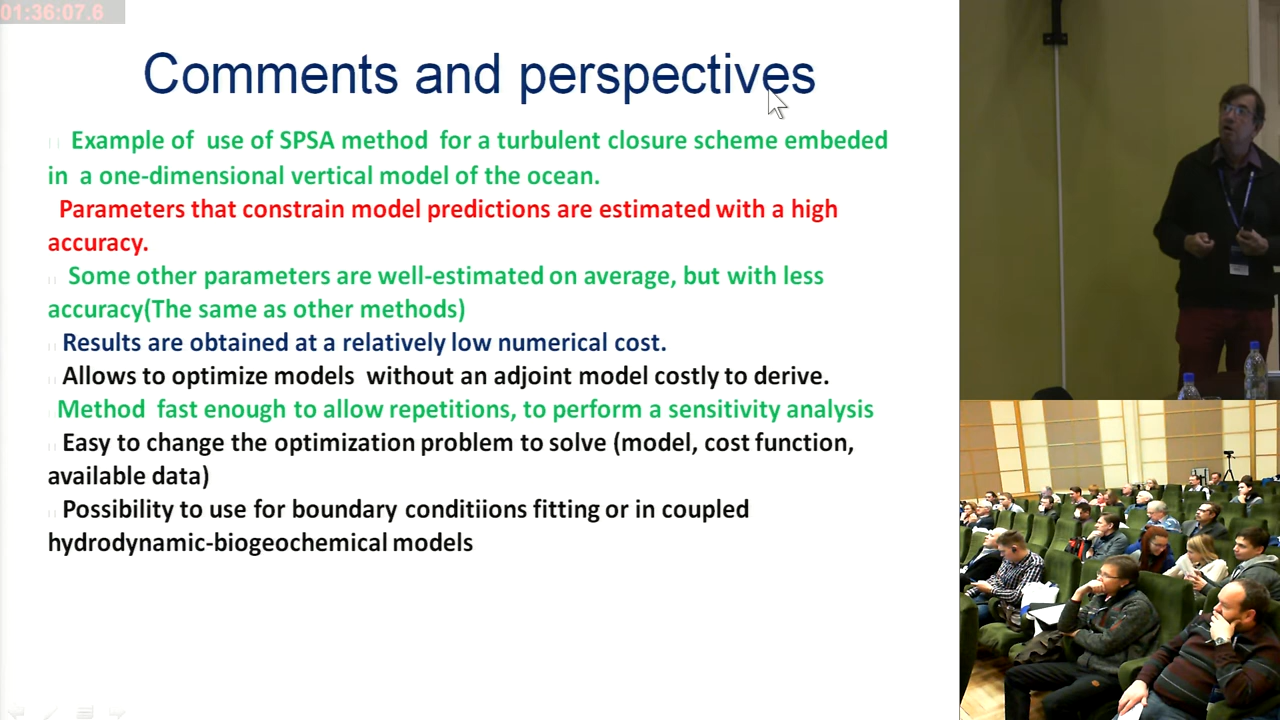 01:36:07.6
Comments and perspectives
Example of use of SPSA method for a turbulent closure scheme embeded
in a one-dimensional vertical model of the ocean.
Parameters that constrain model predictions are estimated with a high
accuracy.
Some other parameters are well-estimated on average, but with less
accuracy(The same as other methods)
Results are obtained at a relatively low numerical cost.
Allows to optimize models without an adjoint model costly to derive.
Method fast enough to allow repetitions, to perform a sensitivity analysis
Easy to change the optimization problem to solve (model, cost function,
available data)
Possibility to use for boundary conditiions fitting or in coupled
hydrodynamic-biogeochemical models